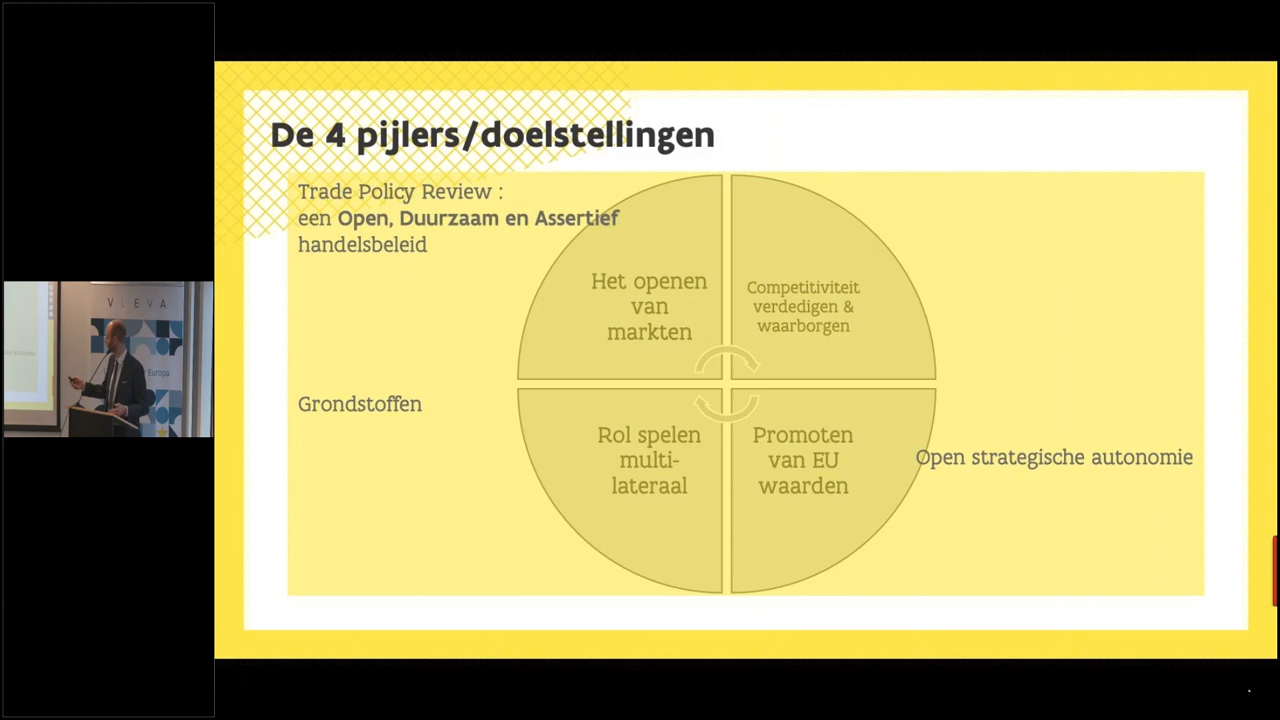 De 4 pijlers/doelstellingen
Trade Policy Review :
een Open, Duurzaam en Assertief
handelsbeleid
Het openen
van
markten
Competitiviteit
verdedigen &
waarborgen
Grondstoffen
Rol spelen
multi-
lateraal
Promoten
van EU
waarden
Open strategische autonomie
VLEVA
Europa